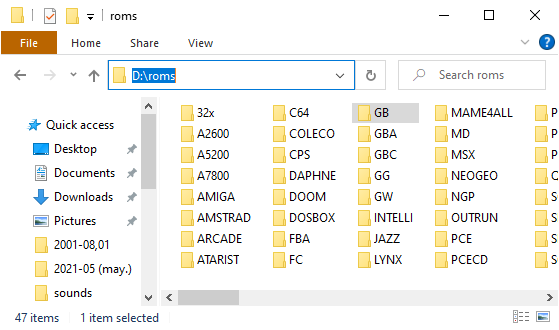 roms
File Home Share View
D:\roms Search roms
Quick access
Desktop
Documents
Downloads
Pictures
2001-08,01
2021-05 (may.)
sounds
32x
A2600
A5200
A7800
AMIGA
AMSTRAD
ARCADE
ATARIST
C64
COLECO
CPS
DAPHNE
DOOM
DOSBOX
FBA
FC
GB
GBA
GBC
GG
GW
INTELLI
JAZZ
LYNX
MAME4ALL
MD
MSX
NEOGEO
NGP
OUTRUN
PCE
PCECD
47 items 1 item selected